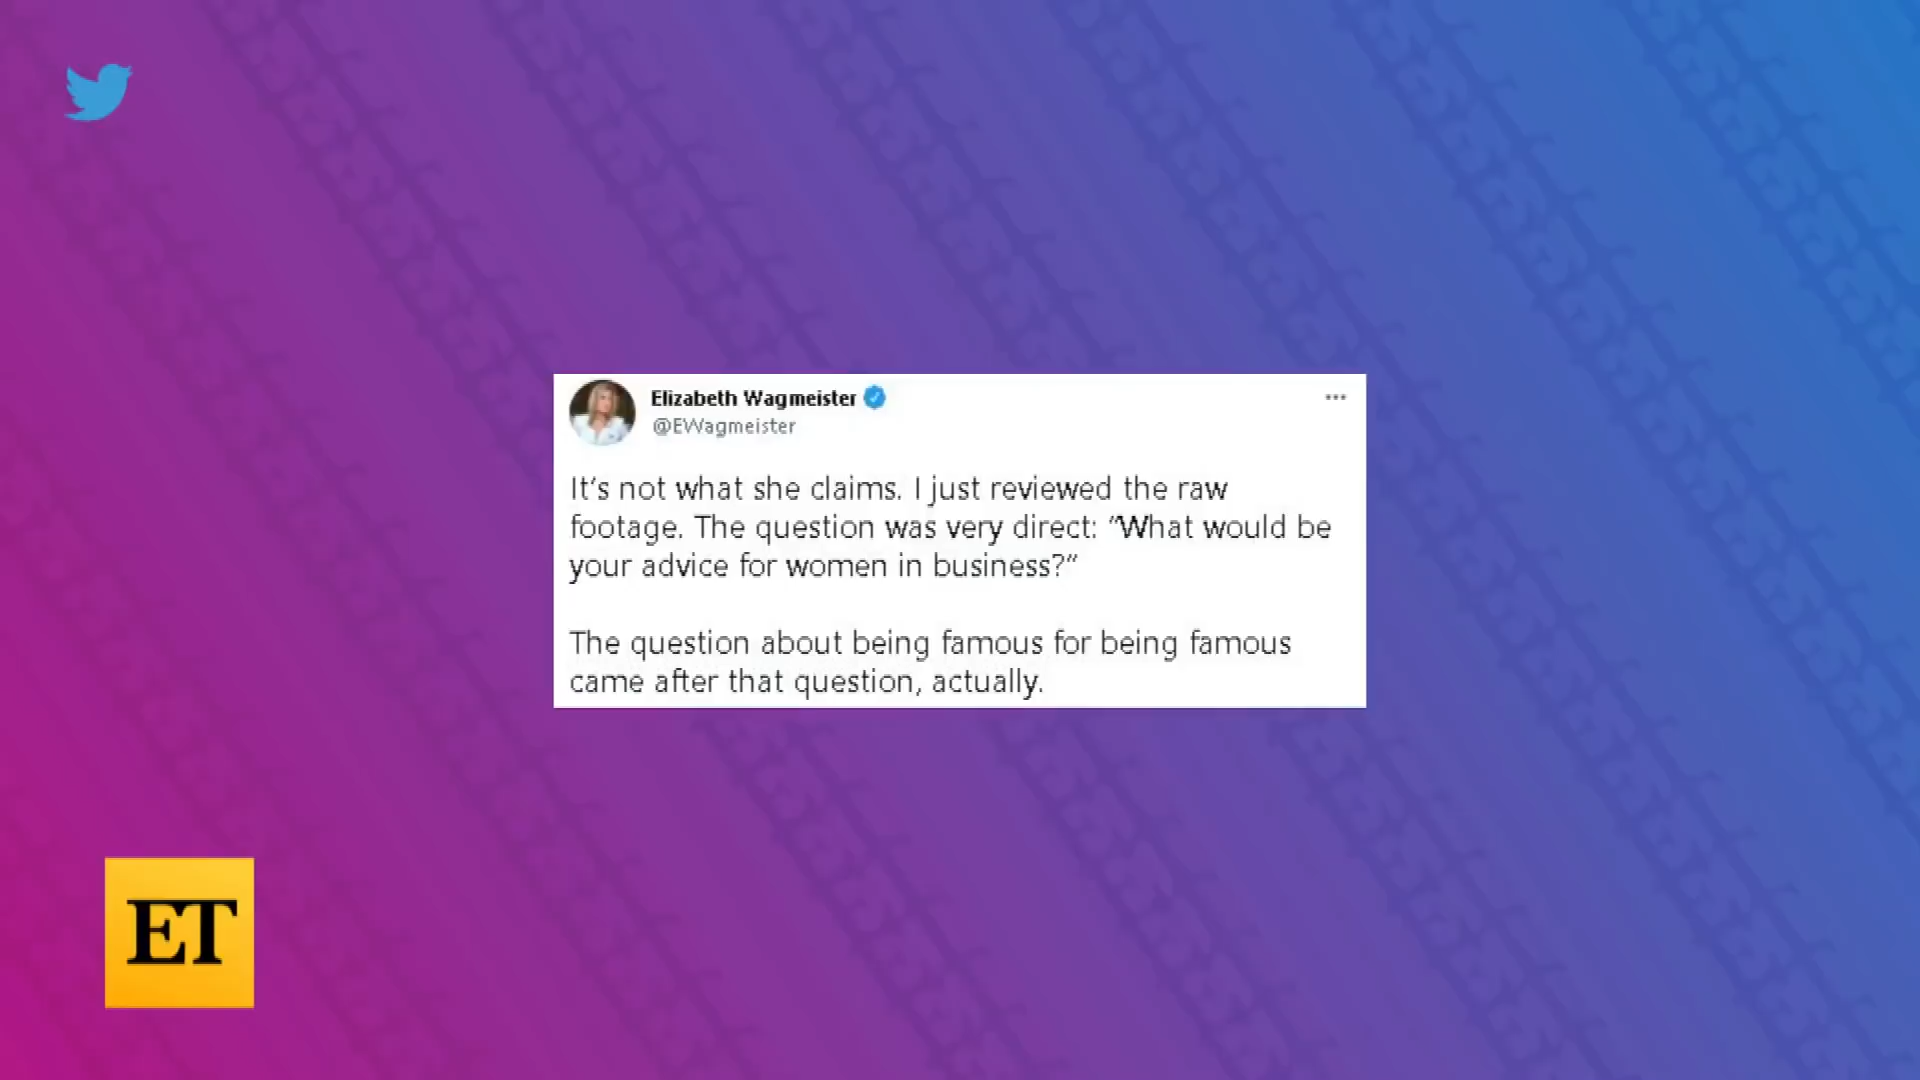 Elizabeth Wagmeister
@EWagmeister
It's not what she claims. I just reviewed the raw
footage. The question was very direct: "What would be
your advice for women in business?"
The question about being famous for being famous
came after that question, actually.
ET